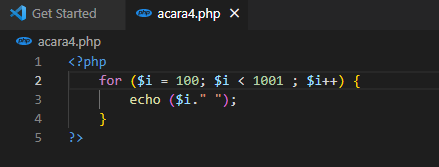 Get Started
acara4.php
acara4.php
1 <?php
2 for ($i = 100; $i < 1001 ; $i++) {
3 echo ($i." ");
4 }
5 ?>